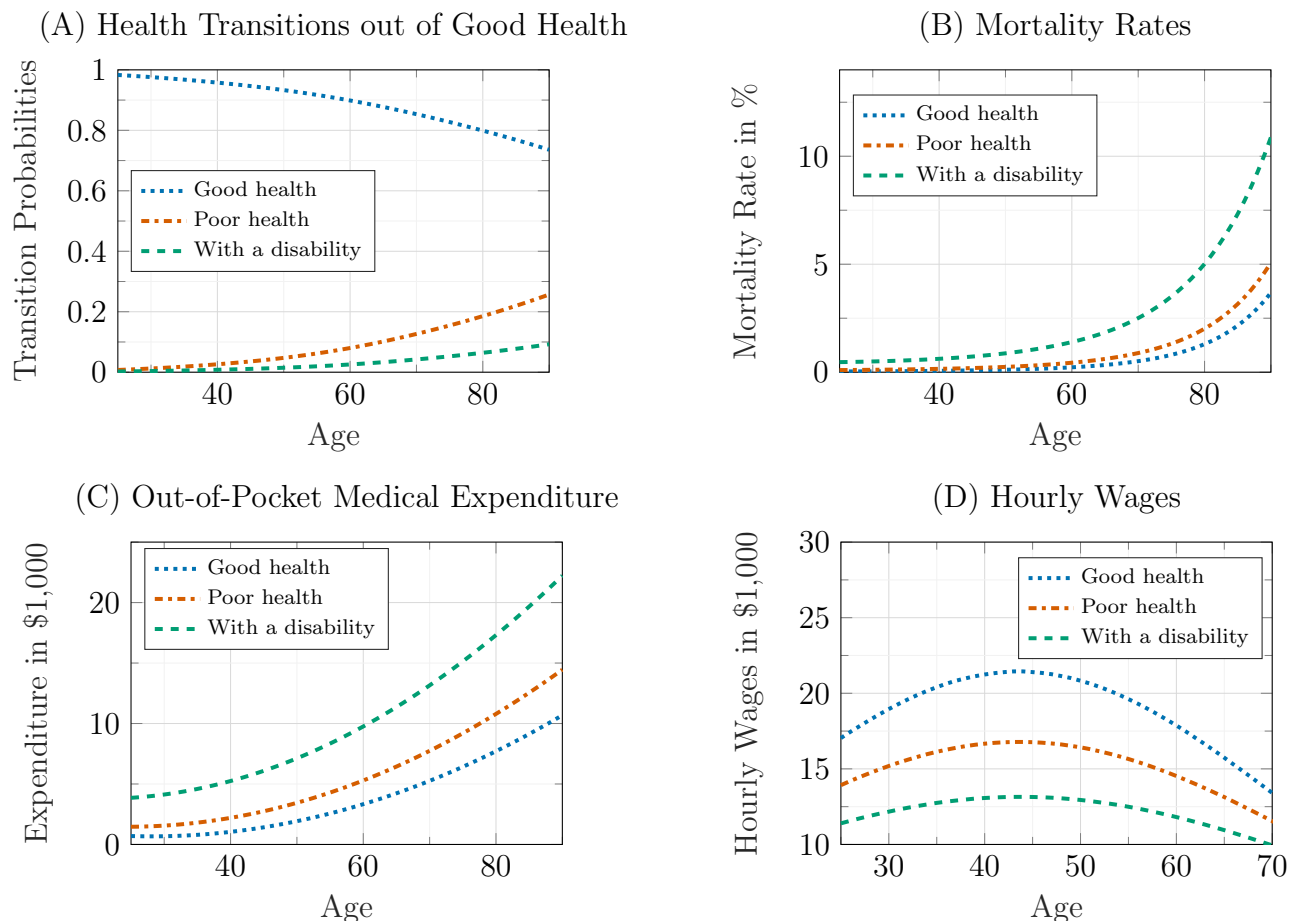 (A) Health Transitions out of Good Health
Transition Probabilities
1
0.8
0.6
0.4
0.2
0
Good health
Poor health
With a disability
40
60
80
Age
(B) Mortality Rates
Mortality Rate in %
10
5
0
Good health
Poor health
With a disability
40
60
80
Age
(C) Out-of-Pocket Medical Expenditure
Expenditure in $1,000
20
10
0
Good health
Poor health
With a disability
40
60
80
Age
(D) Hourly Wages
Hourly Wages in $1,000
30
25
20
15
10
Good health
Poor health
With a disability
30
40
50
60
70
Age